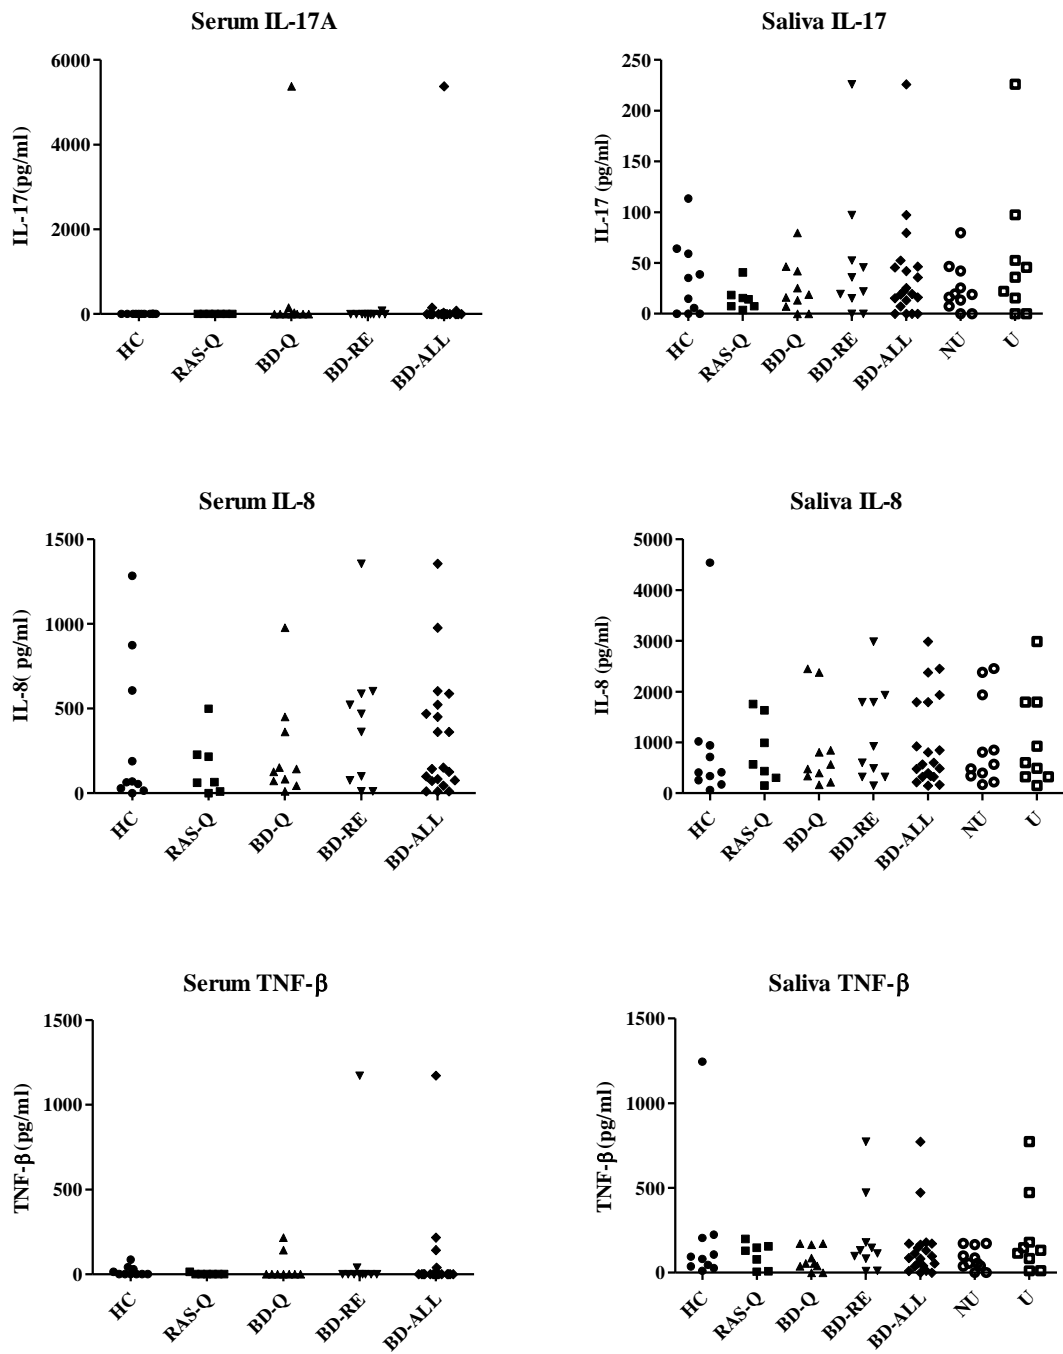 Serum IL-17A
IL-17(pg/ml)
6000
4000
2000
0
HC
RAS-Q
BD-Q
BD-RE
BD-ALL
Saliva IL-17
IL-17 (pg/ml)
250
200
150
100
50
0
HC
RAS-Q
BD-Q
BD-RE
BD-ALL
NU
U
Serum IL-8
IL-8( pg/ml)
1500
1000
500
0
HC
RAS-Q
BD-Q
BD-RE
BD-ALL
Saliva IL-8
IL-8 (pg/ml)
5000
4000
3000
2000
1000
0
HC
RAS-Q
BD-Q
BD-RE
BD-ALL
NU
U
Serum TNF-β
TNF-β(pg/ml)
1500
1000
500
0
HC
RAS-Q
BD-Q
BD-RE
BD-ALL
Saliva TNF-β
TNF-β(pg/ml)
1500
1000
500
0
HC
RAS-Q
BD-Q
BD-RE
BD-ALL
NU
U